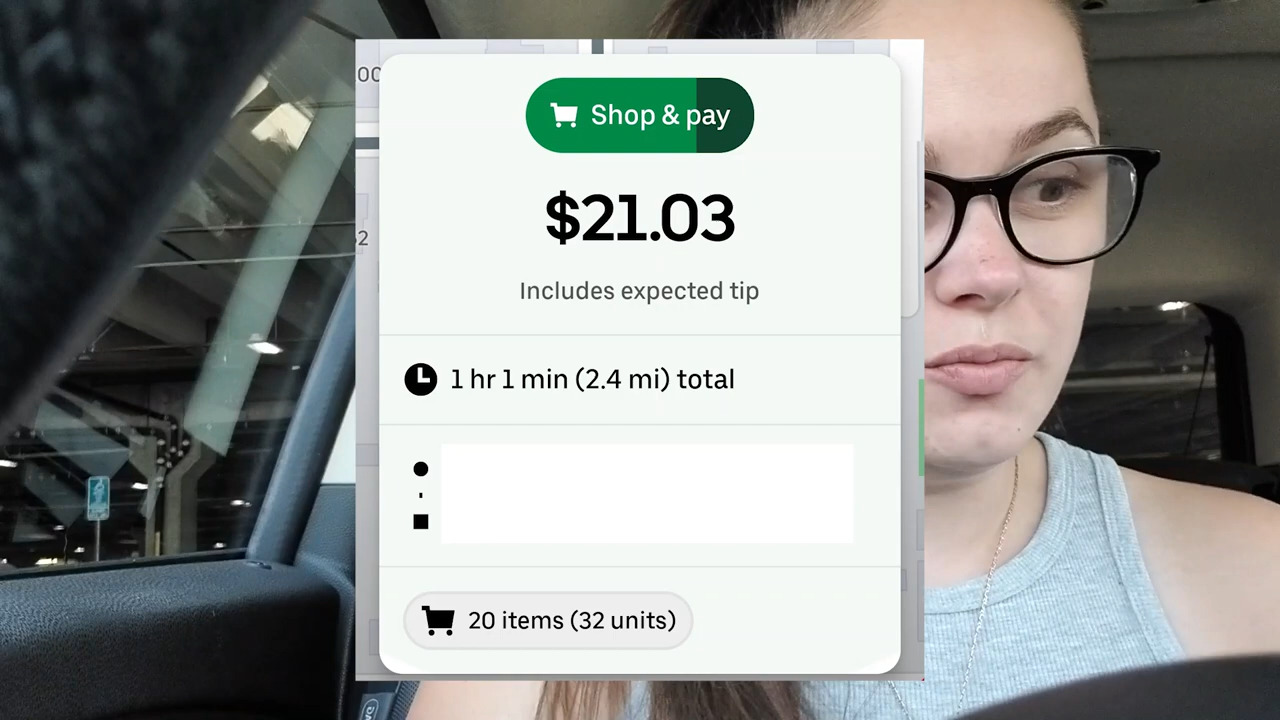 Shop & pay
$21.03
Includes expected tip
1 hr 1 min (2.4 mi) total
20 items (32 units)